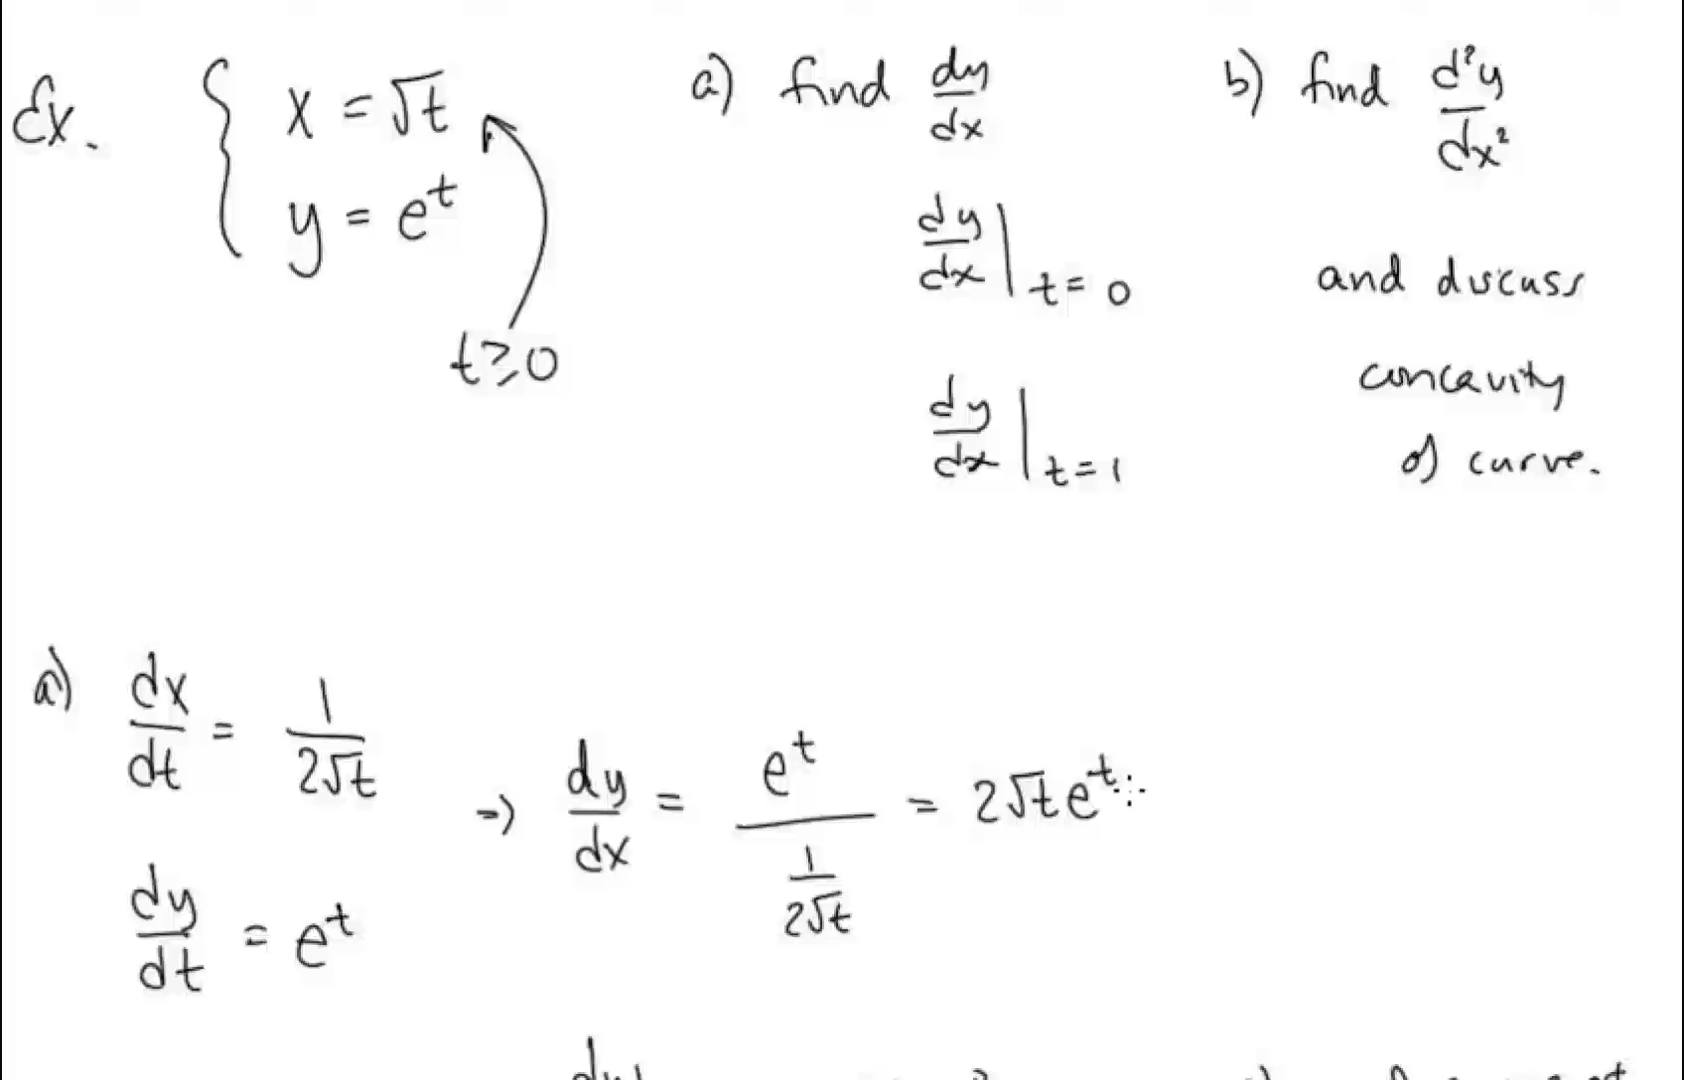 Ex. { x = √t
y = e^t
t ≥ 0
a) find dy/dx
dy/dx | t = 0
dy/dx | t = 1
b) find d²y/dx²
and discuss
concavity
of curve.
a) dx/dt = 1/(2√t)
dy/dt = e^t
⇒ dy/dx = e^t/(1/(2√t)) = 2√t e^t